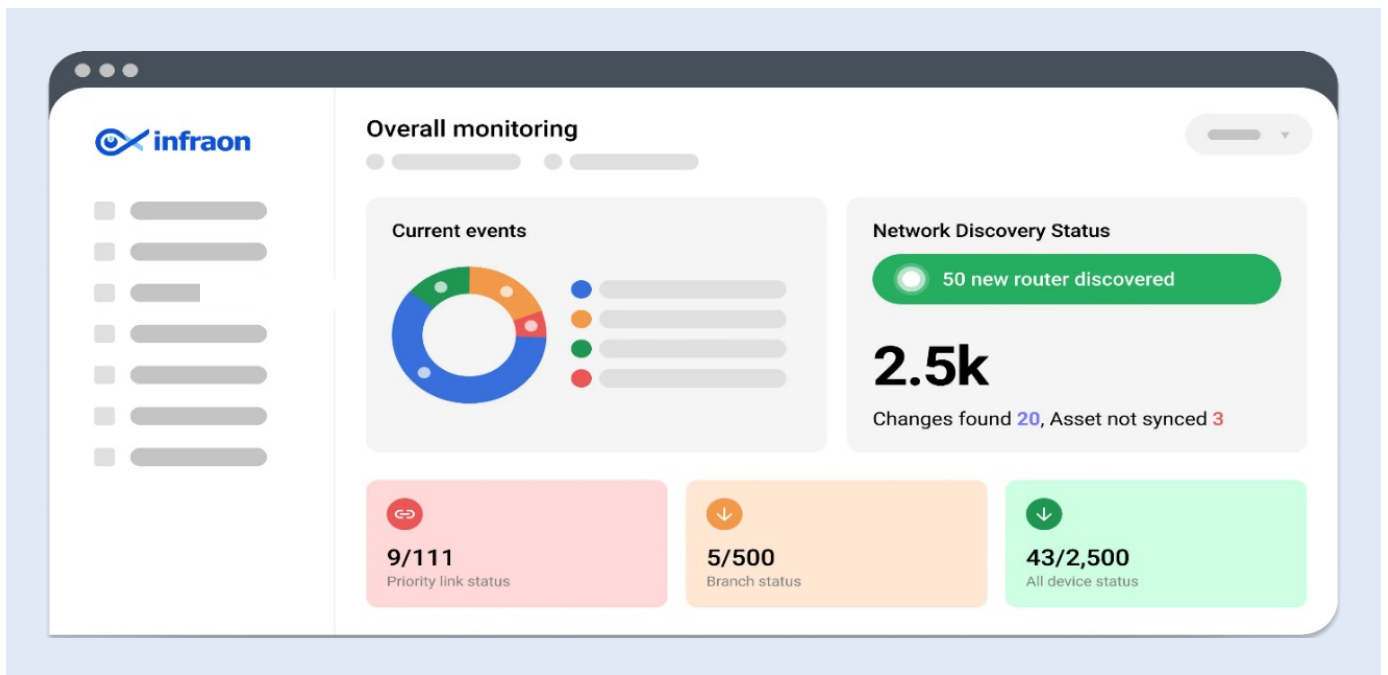 infraon
Overall monitoring
Current events
Network Discovery Status
50 new router discovered
2.5k
Changes found 20, Asset not synced 3
9/111
Priority link status
5/500
Branch status
43/2,500
All device status